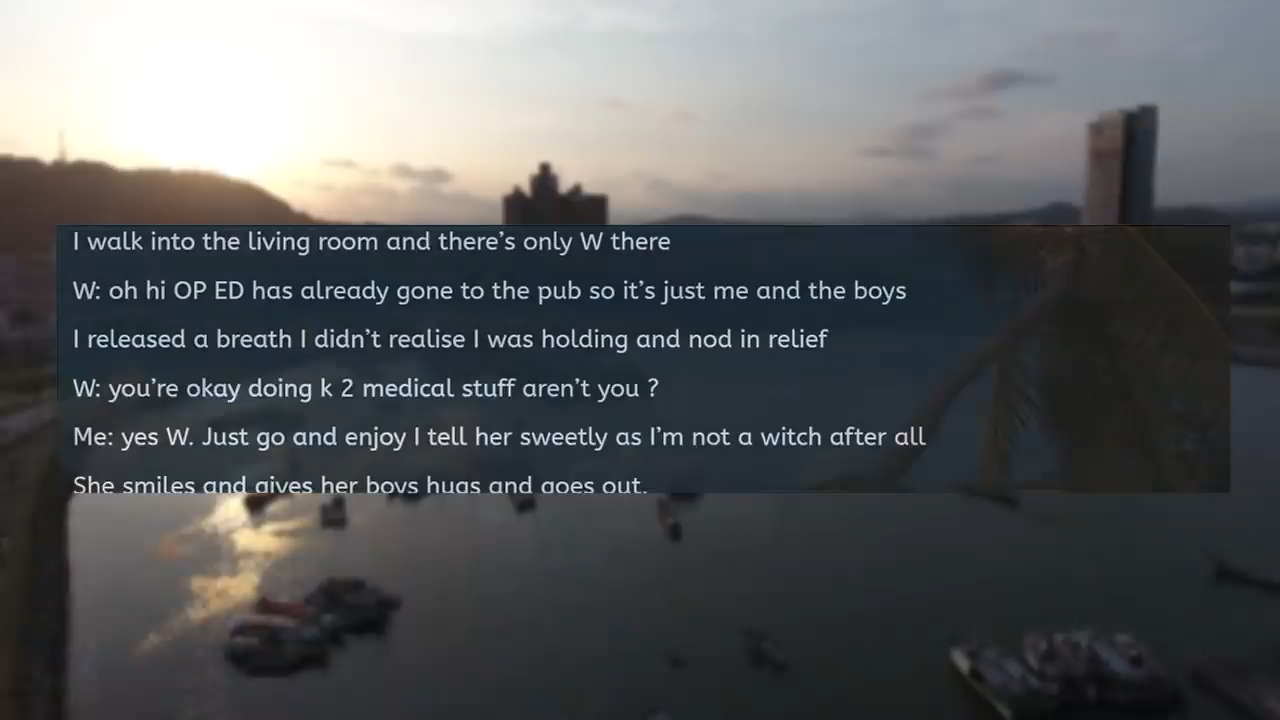 I walk into the living room and there’s only W there
W: oh hi OP ED has already gone to the pub so it’s just me and the boys
I released a breath I didn’t realise I was holding and nod in relief
W: you’re okay doing k 2 medical stuff aren’t you ?
Me: yes W. Just go and enjoy I tell her sweetly as I’m not a witch after all
She smiles and gives her boys hugs and goes out.